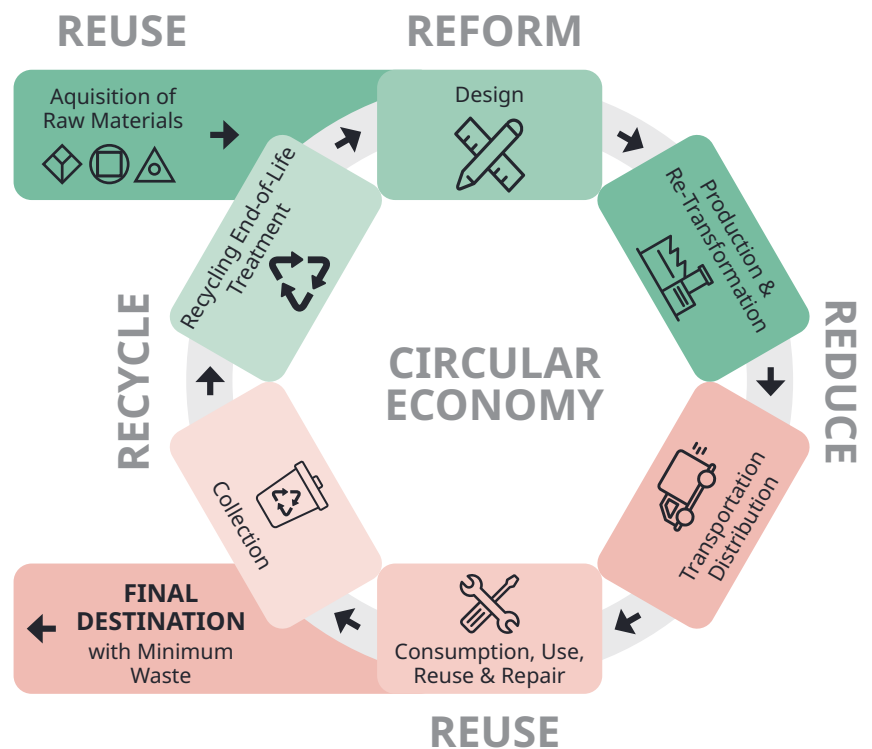 REUSE
REFORM
Aquisition of
Raw Materials
Design
Production &
Re-Transformation
Recycling End-of-Life
Treatment
RECYCLE
REDUCE
CIRCULAR
ECONOMY
Transportation
Distribution
Collection
FINAL
DESTINATION
with Minimum
Waste
Consumption, Use,
Reuse & Repair
REUSE